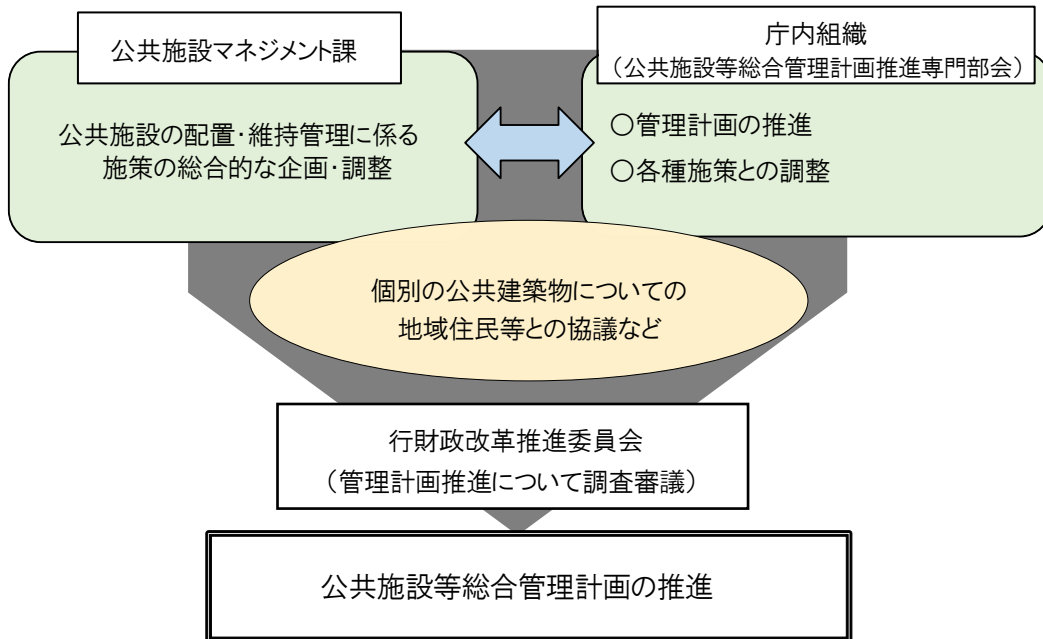 公共施設マネジメント課
公共施設の配置・維持管理に係る
施策の総合的な企画・調整
庁内組織
（公共施設等総合管理計画推進専門部会）
○管理計画の推進
○各種施策との調整
個別の公共建築物についての
地域住民等との協議など
行財政改革推進委員会
（管理計画推進について調査審議）
公共施設等総合管理計画の推進